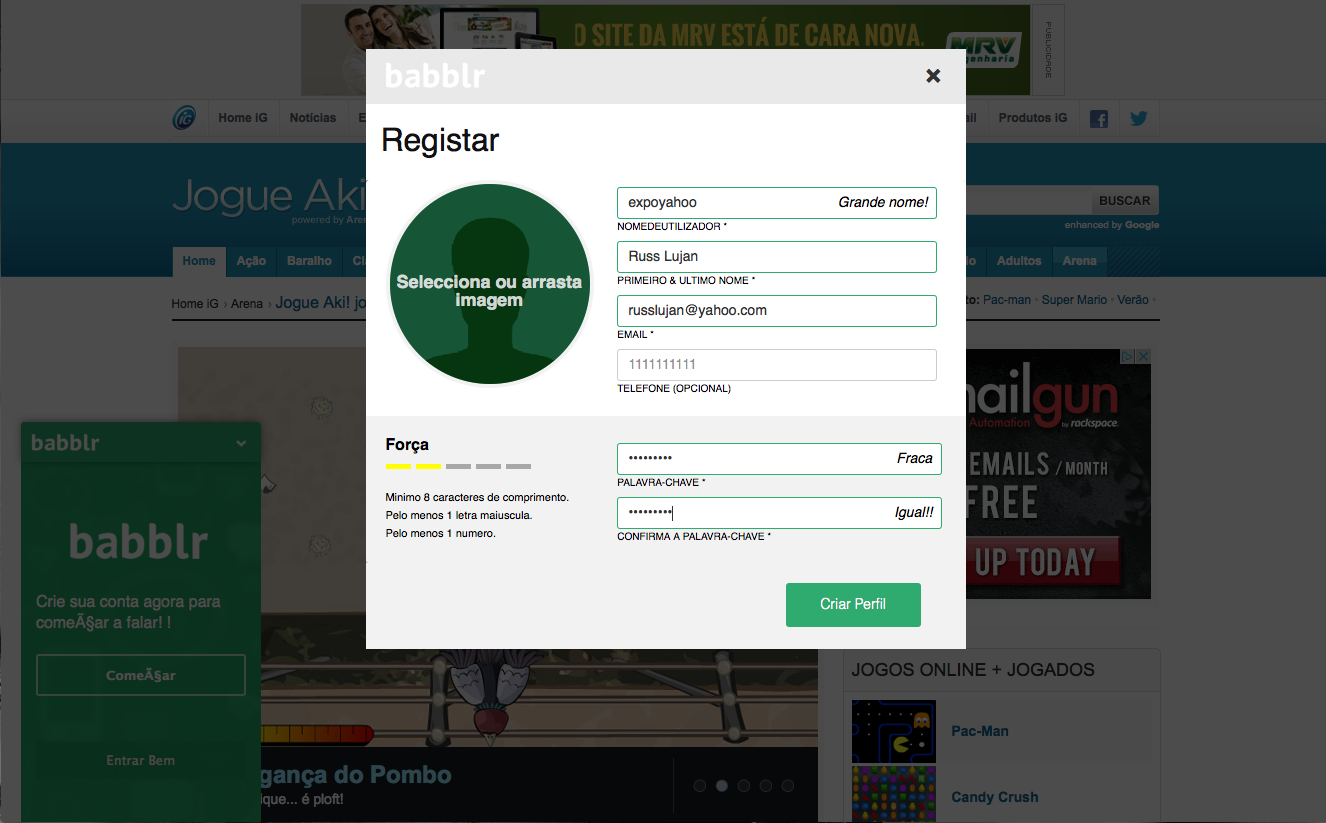 O SITE DA MRV ESTÁ DE CARA NOVA.
MRV
Engenharia
PUBLICIDADE
iG
Home iG
Notícias
Produtos iG
babblr
×
Registar
Jogue Aki!
powered by
BUSCAR
enhanced by Google
Home
Ação
Baralho
Adultos
Arena
Home iG › Arena › Jogue Aki!
Pac-man • Super Mario • Verão •
Selecciona ou arrasta
imagem
expoyahoo
Grande nome!
NOMEDEUTILIZADOR *
Russ Lujan
PRIMEIRO & ULTIMO NOME *
russlujan@yahoo.com
EMAIL *
1111111111
TELEFONE (OPCIONAL)
Força
Minimo 8 caracteres de comprimento.
Pelo menos 1 letra maiuscula.
Pelo menos 1 numero.
•••••••••
Fraca
PALAVRA-CHAVE *
•••••••••
Igual!!
CONFIRMA A PALAVRA-CHAVE *
Criar Perfil
babblr
babblr
Crie sua conta agora para
comeÃ§ar a falar! !
ComeÃ§ar
Entrar Bem
mailgun
Automation by rackspace.
EMAILS / MONTH
FREE
UP TODAY
gança do Pombo
ique... é ploft!
JOGOS ONLINE + JOGADOS
Pac-Man
Candy Crush